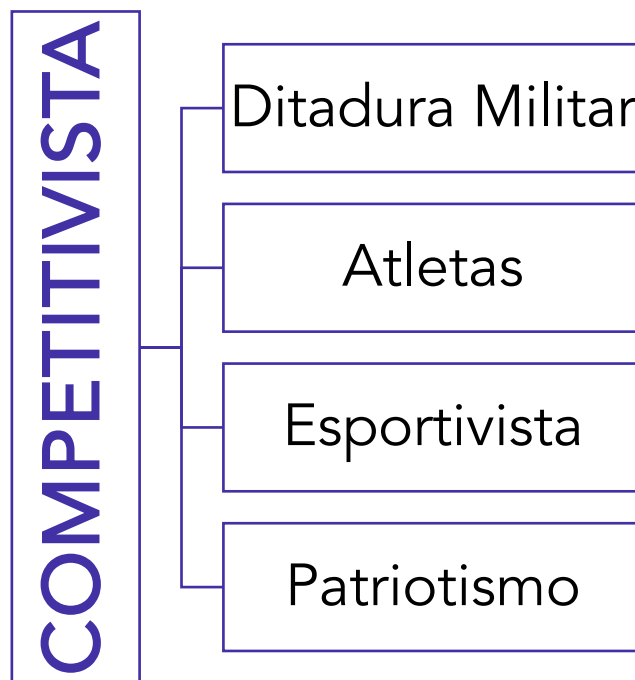 COMPETITIVISTA
Ditadura Militar
Atletas
Esportivista
Patriotismo